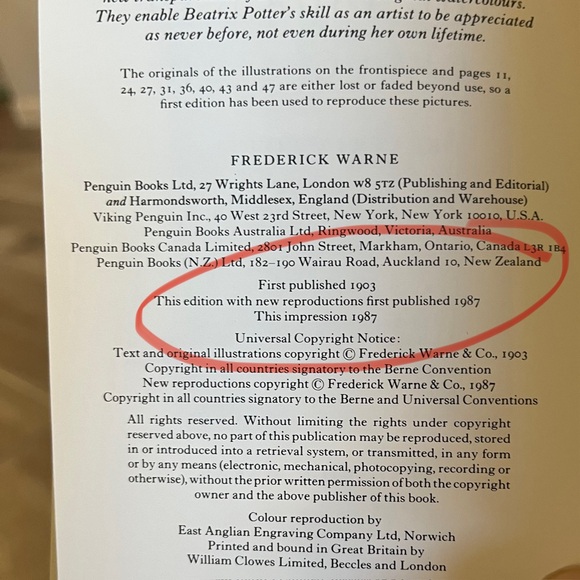 They enable Beatrix Potter's skill as an artist to be appreciated
as never before, not even during her own lifetime.
The originals of the illustrations on the frontispiece and pages 11,
24, 27, 31, 36, 40, 43 and 47 are either lost or faded beyond use, so a
first edition has been used to reproduce these pictures.
FREDERICK WARNE
Penguin Books Ltd, 27 Wrights Lane, London W8 5TZ (Publishing and Editorial)
and Harmondsworth, Middlesex, England (Distribution and Warehouse)
Viking Penguin Inc., 40 West 23rd Street, New York, New York 10010, U.S.A.
Penguin Books Australia Ltd, Ringwood, Victoria, Australia
Penguin Books Canada Limited, 2801 John Street, Markham, Ontario, Canada L3R 1B4
Penguin Books (N.Z.) Ltd, 182–190 Wairau Road, Auckland 10, New Zealand
First published 1903
This edition with new reproductions first published 1987
This impression 1987
Universal Copyright Notice:
Text and original illustrations copyright © Frederick Warne & Co., 1903
Copyright in all countries signatory to the Berne Convention
New reproductions copyright © Frederick Warne & Co., 1987
Copyright in all countries signatory to the Berne and Universal Conventions
All rights reserved. Without limiting the rights under copyright
reserved above, no part of this publication may be reproduced, stored
in or introduced into a retrieval system, or transmitted, in any form
or by any means (electronic, mechanical, photocopying, recording or
otherwise), without the prior written permission of both the copyright
owner and the above publisher of this book.
Colour reproduction by
East Anglian Engraving Company Ltd, Norwich
Printed and bound in Great Britain by
William Clowes Limited, Beccles and London